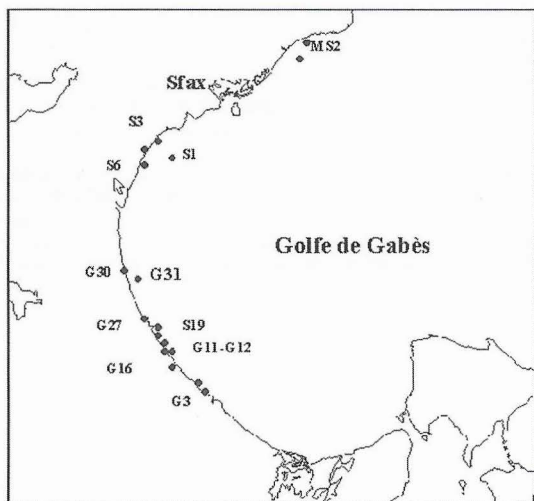 MS2
Sfax
S3
S1
S6
Golfe de Gabès
G30
G31
G27
S19
G11-G12
G16
G3